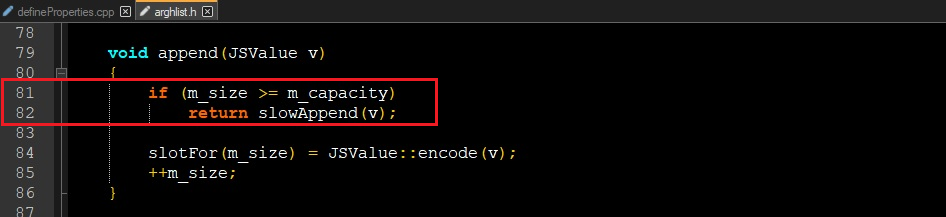 defineProperties.cpp arghlist.h
78
79 void append(JSValue v)
80 {
81 if (m_size >= m_capacity)
82 return slowAppend(v);
83
84 slotFor(m_size) = JSValue::encode(v);
85 ++m_size;
86 }
87